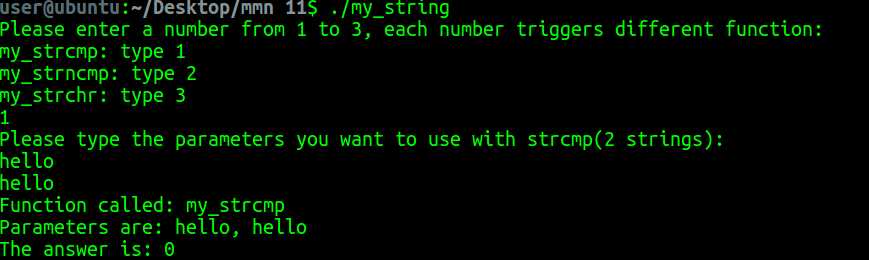 user@ubuntu:~/Desktop/mmn 11$ ./my_string
Please enter a number from 1 to 3, each number triggers different function:
my_strcmp: type 1
my_strncmp: type 2
my_strchr: type 3
1
Please type the parameters you want to use with strcmp(2 strings):
hello
hello
Function called: my_strcmp
Parameters are: hello, hello
The answer is: 0